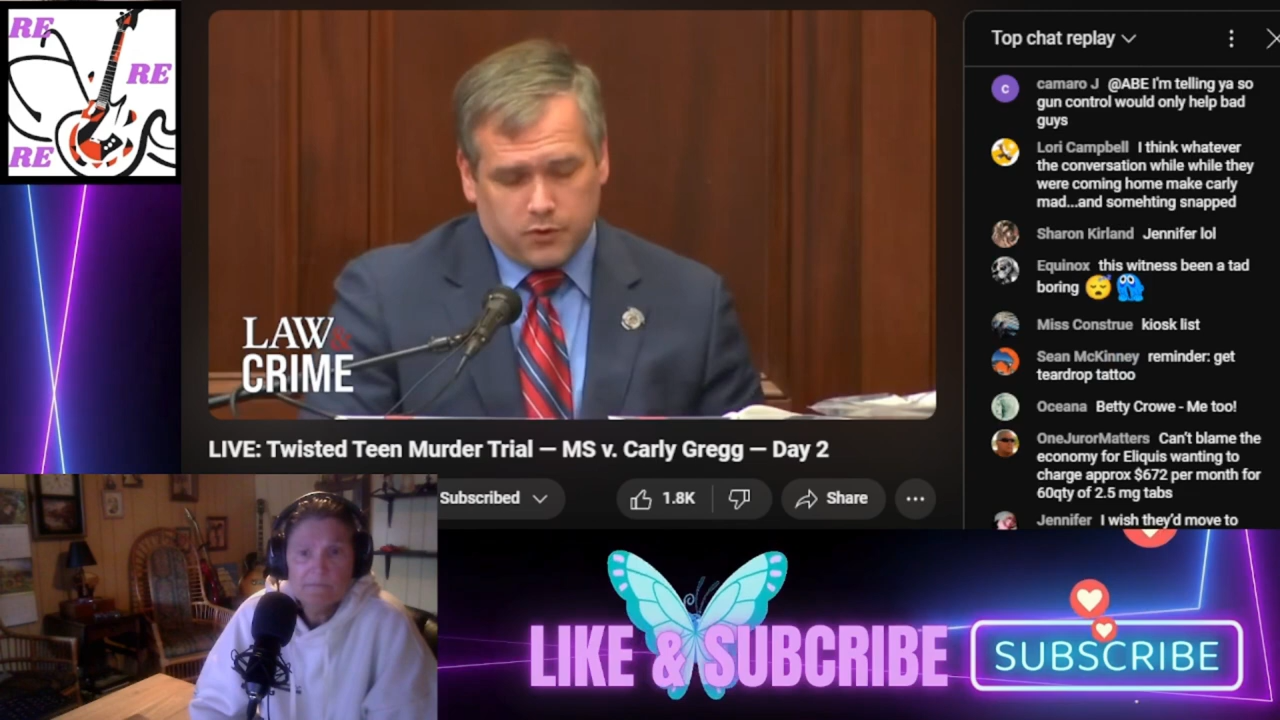 RE
RE
RE
LAW&
CRIME
LIVE: Twisted Teen Murder Trial — MS v. Carly Gregg — Day 2
Subscribed
1.8K
Share
Top chat replay
C
camaro J @ABE I'm telling ya so
gun control would only help bad
guys
Lori Campbell I think whatever
the conversation while while they
were coming home make carly
mad...and somehting snapped
Sharon Kirland Jennifer lol
Equinox this witness been a tad
boring
Miss Construe kiosk list
Sean McKinney reminder: get
teardrop tattoo
Oceana Betty Crowe - Me too!
OneJurorMatters Can't blame the
economy for Eliquis wanting to
charge approx $672 per month for
60qty of 2.5 mg tabs
Jennifer I wish they'd move to
LIKE & SUBCRIBE
SUBSCRIBE